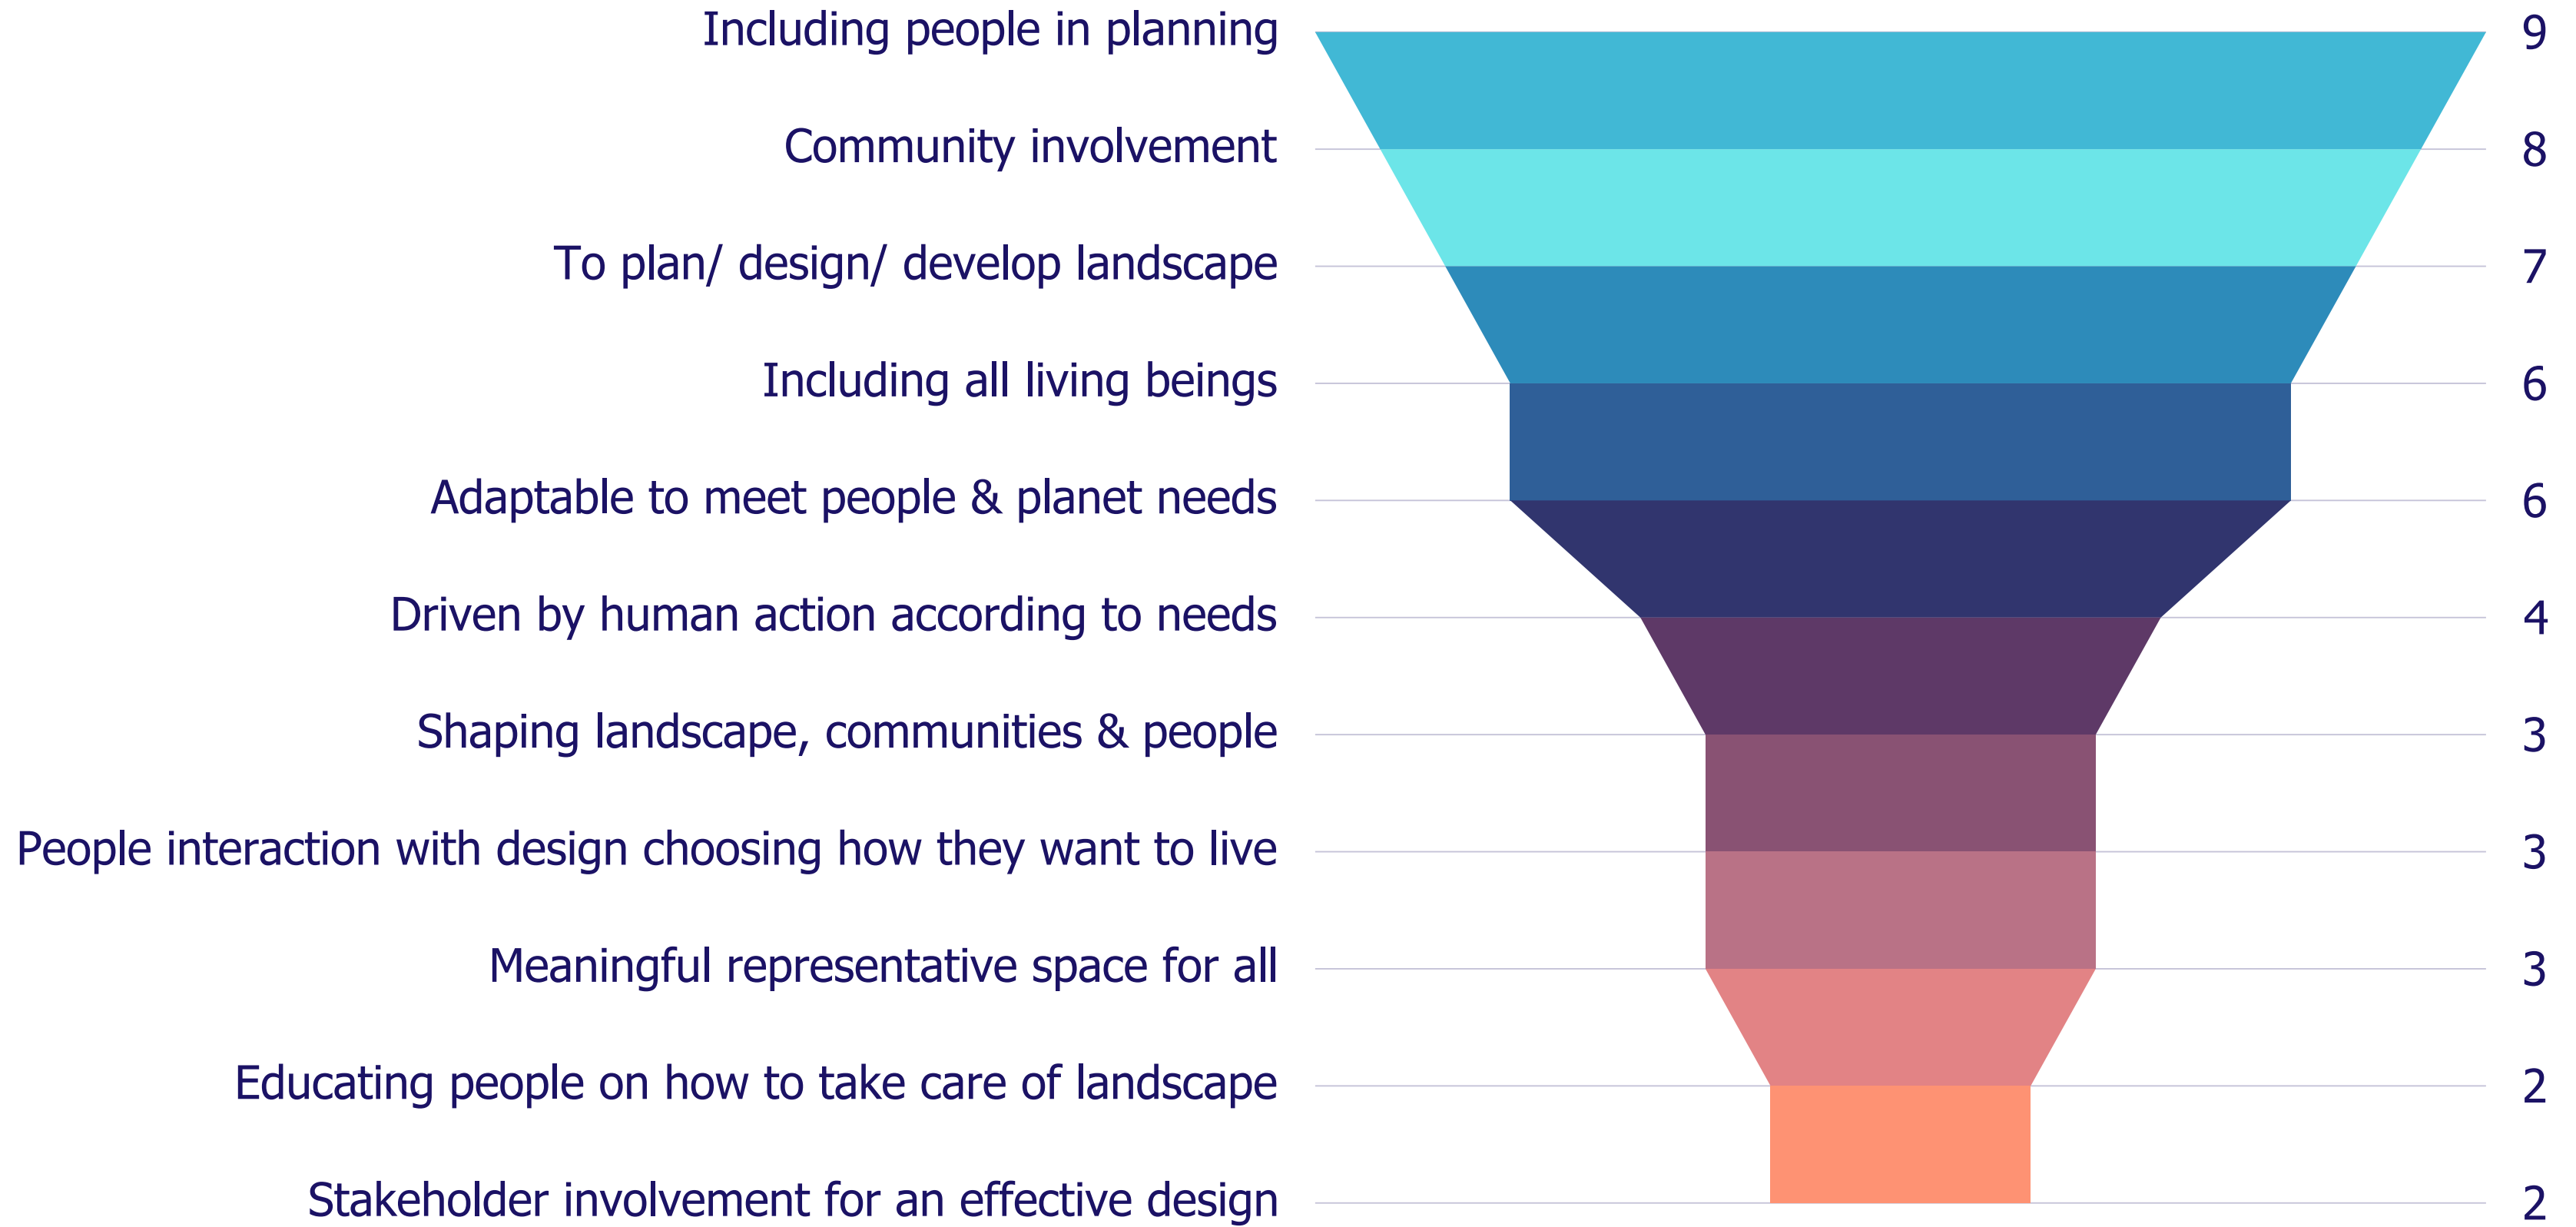 Including people in planning 9
Community involvement 8
To plan/ design/ develop landscape 7
Including all living beings 6
Adaptable to meet people & planet needs 6
Driven by human action according to needs 4
Shaping landscape, communities & people 3
People interaction with design choosing how they want to live 3
Meaningful representative space for all 3
Educating people on how to take care of landscape 2
Stakeholder involvement for an effective design 2